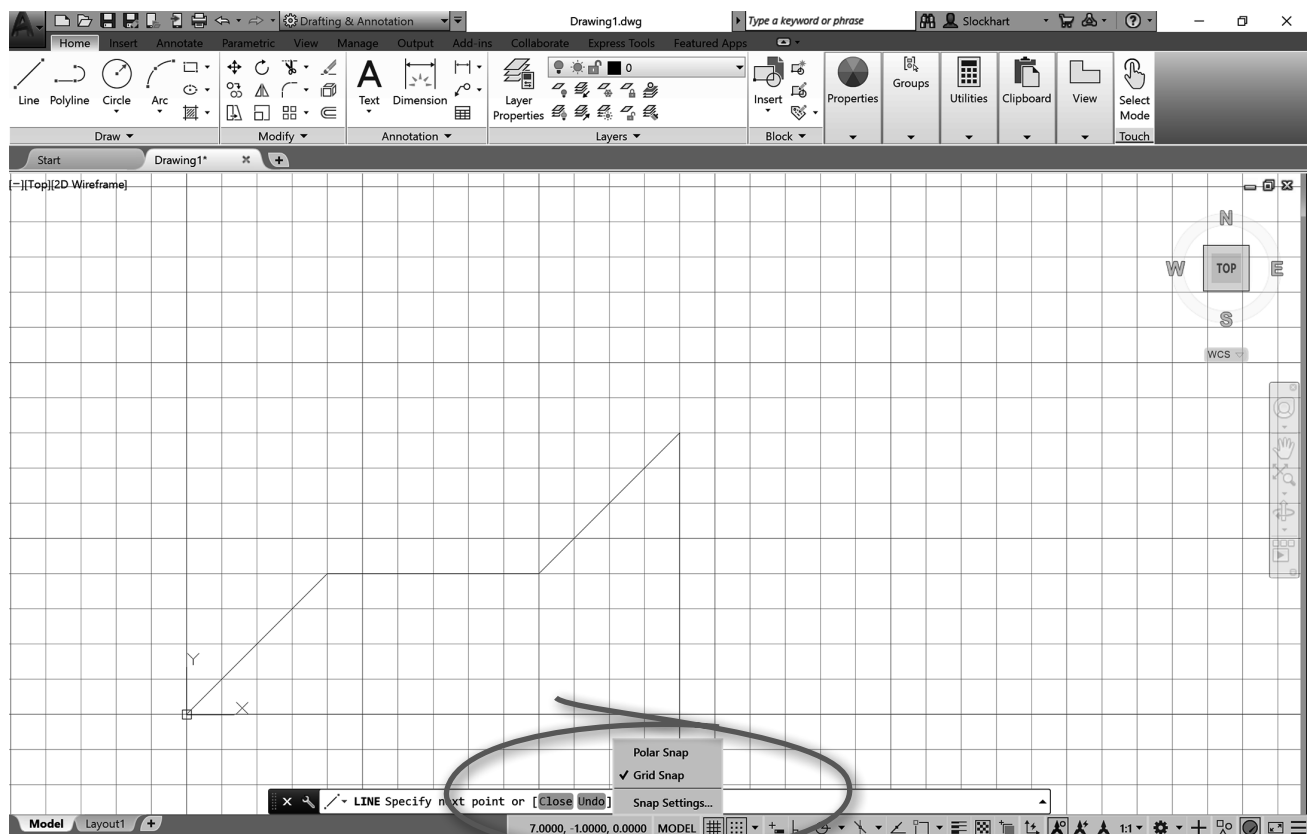 A
Drafting & Annotation
Drawing1.dwg
Type a keyword or phrase
Slockhart
?
Home Insert Annotate Parametric View Manage Output Add-ins Collaborate Express Tools Featured Apps
0
Line Polyline Circle Arc
A
Text Dimension
Layer
Properties
Insert
Properties
Groups
Utilities
Clipboard
View
Select
Mode
Draw Modify Annotation Layers Block Touch
Start Drawing1* +
[−][Top][2D Wireframe]
N
W TOP E
S
WCS
Y
X
Polar Snap
✓ Grid Snap
Snap Settings...
LINE Specify next point or [Close Undo]
Model Layout1 +
7.0000, -1.0000, 0.0000 MODEL 1:1